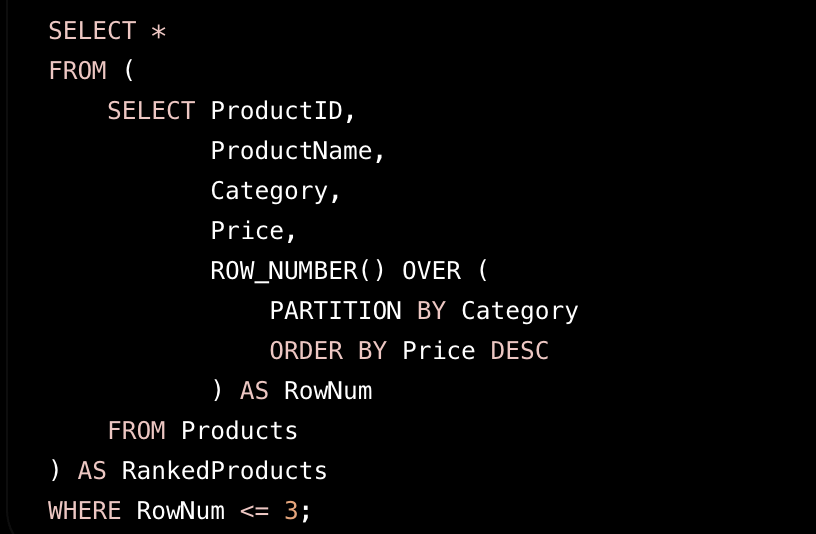 SELECT *
FROM (
    SELECT ProductID,
           ProductName,
           Category,
           Price,
           ROW_NUMBER() OVER (
               PARTITION BY Category
               ORDER BY Price DESC
           ) AS RowNum
    FROM Products
) AS RankedProducts
WHERE RowNum <= 3;